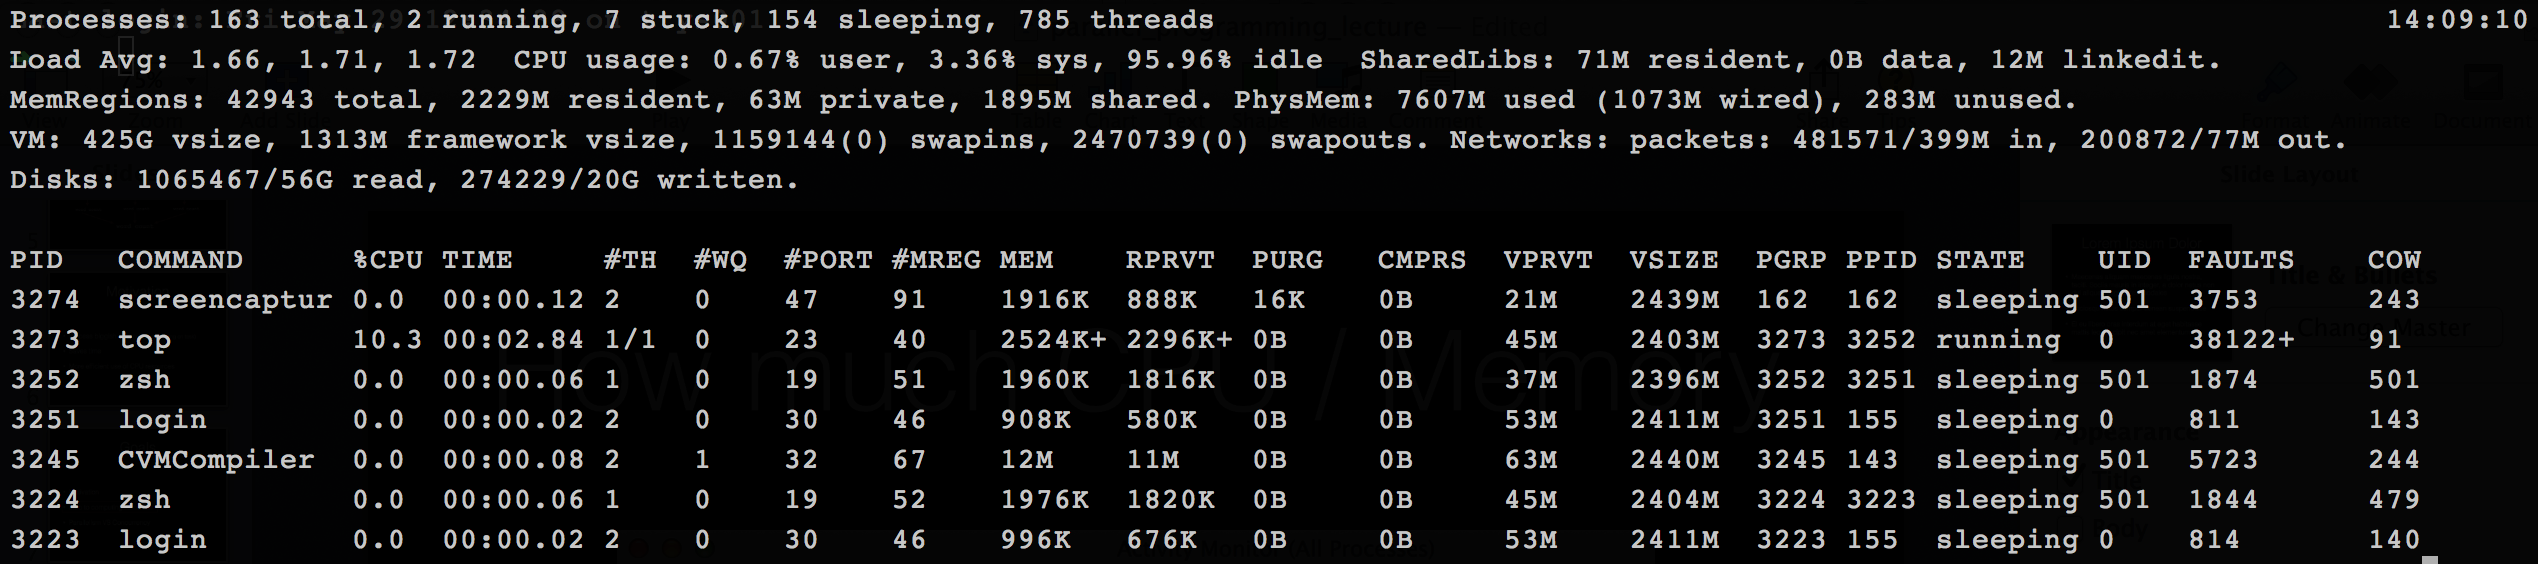 Processes: 163 total, 2 running, 7 stuck, 154 sleeping, 785 threads 14:09:10
Load Avg: 1.66, 1.71, 1.72 CPU usage: 0.67% user, 3.36% sys, 95.96% idle SharedLibs: 71M resident, 0B data, 12M linkedit.
MemRegions: 42943 total, 2229M resident, 63M private, 1895M shared. PhysMem: 7607M used (1073M wired), 283M unused.
VM: 425G vsize, 1313M framework vsize, 1159144(0) swapins, 2470739(0) swapouts. Networks: packets: 481571/399M in, 200872/77M out.
Disks: 1065467/56G read, 274229/20G written.
Slide Layout
PID COMMAND %CPU TIME #TH #WQ #PORT #MREG MEM RPRVT PURG CMPRS VPRVT VSIZE PGRP PPID STATE UID FAULTS COW
3274 screencaptur 0.0 00:00.12 2 0 47 91 1916K 888K 16K 0B 21M 2439M 162 162 sleeping 501 3753 243
3273 top 10.3 00:02.84 1/1 0 23 40 2524K+ 2296K+ 0B 0B 45M 2403M 3273 3252 running 0 38122+ 91
Change Master
3252 zsh 0.0 00:00.06 1 0 19 51 1960K 1816K 0B 0B 37M 2396M 3252 3251 sleeping 501 1874 501
How much CPU / Memory
3251 login 0.0 00:00.02 2 0 30 46 908K 580K 0B 0B 53M 2411M 3251 155 sleeping 0 811 143
Appearance
3245 CVMCompiler 0.0 00:00.08 2 1 32 67 12M 11M 0B 0B 63M 2440M 3245 143 sleeping 501 5723 244
3224 zsh 0.0 00:00.06 1 0 19 52 1976K 1820K 0B 0B 45M 2404M 3224 3223 sleeping 501 1844 479
Body
3223 login 0.0 00:00.02 2 0 30 46 996K 676K 0B 0B 53M 2411M 3223 155 sleeping 0 814 140